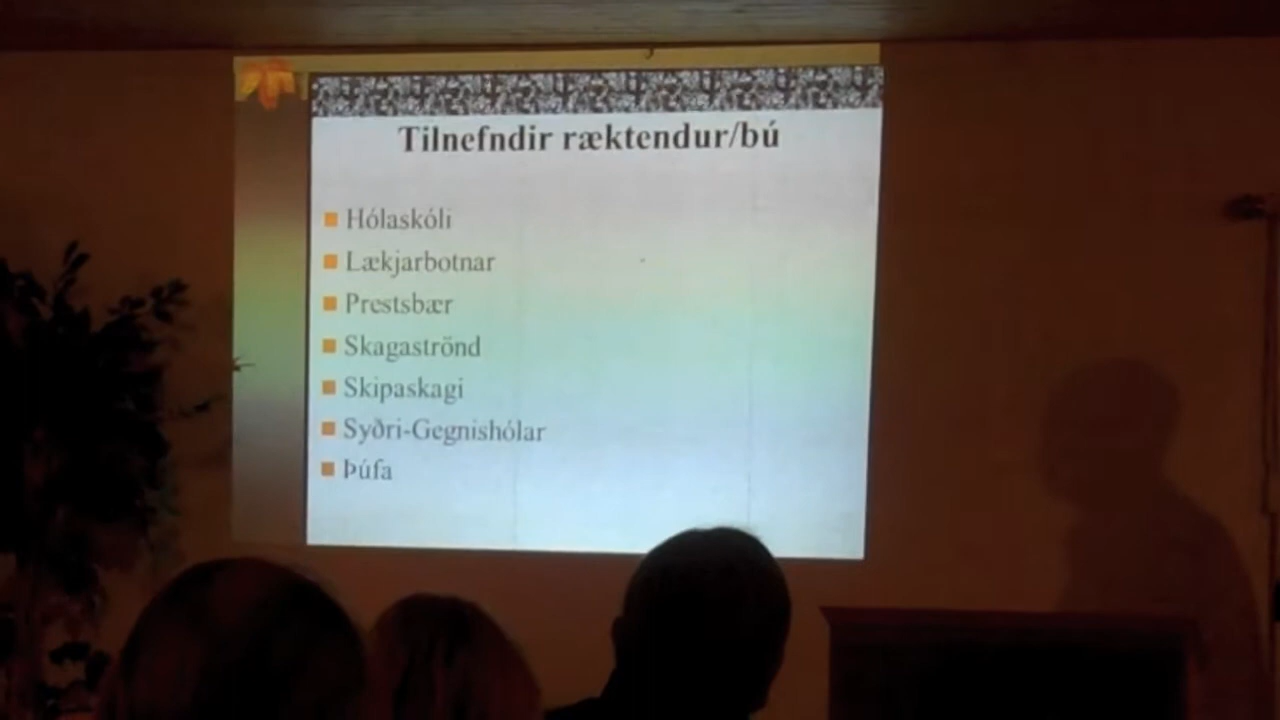 Tilnefndir ræktendur/bú
Hólaskóli
Lækjarbotnar
Prestsbær
Skagaströnd
Skipaskagi
Syðri-Gegnishólar
Þúfa